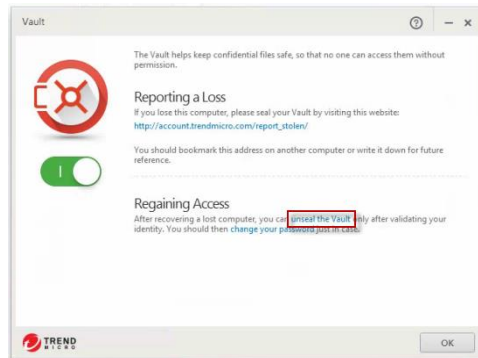 Vault
?
The Vault helps keep confidential files safe, so that no one can access them without
permission.
Reporting a Loss
If you lose this computer, please seal your Vault by visiting this website:
http://account.trendmicro.com/report_stolen/
You should bookmark this address on another computer or write it down for future
reference.
Regaining Access
After recovering a lost computer, you can unseal the Vault only after validating your
identity. You should then change your password just in case.
TREND
MICRO
OK